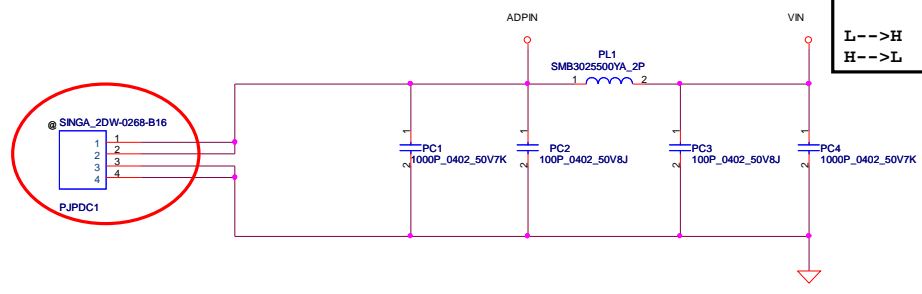 ADPIN
VIN
L-->H
H-->L
PL1
SMB3025500YA_2P
1
2
@
SINGA_2DW-0268-B16
1
1
2
2
3
3
4
4
PJPDC1
1
PC1
1000P_0402_50V7K
2
1
PC2
100P_0402_50V8J
2
1
PC3
100P_0402_50V8J
2
1
PC4
1000P_0402_50V7K
2